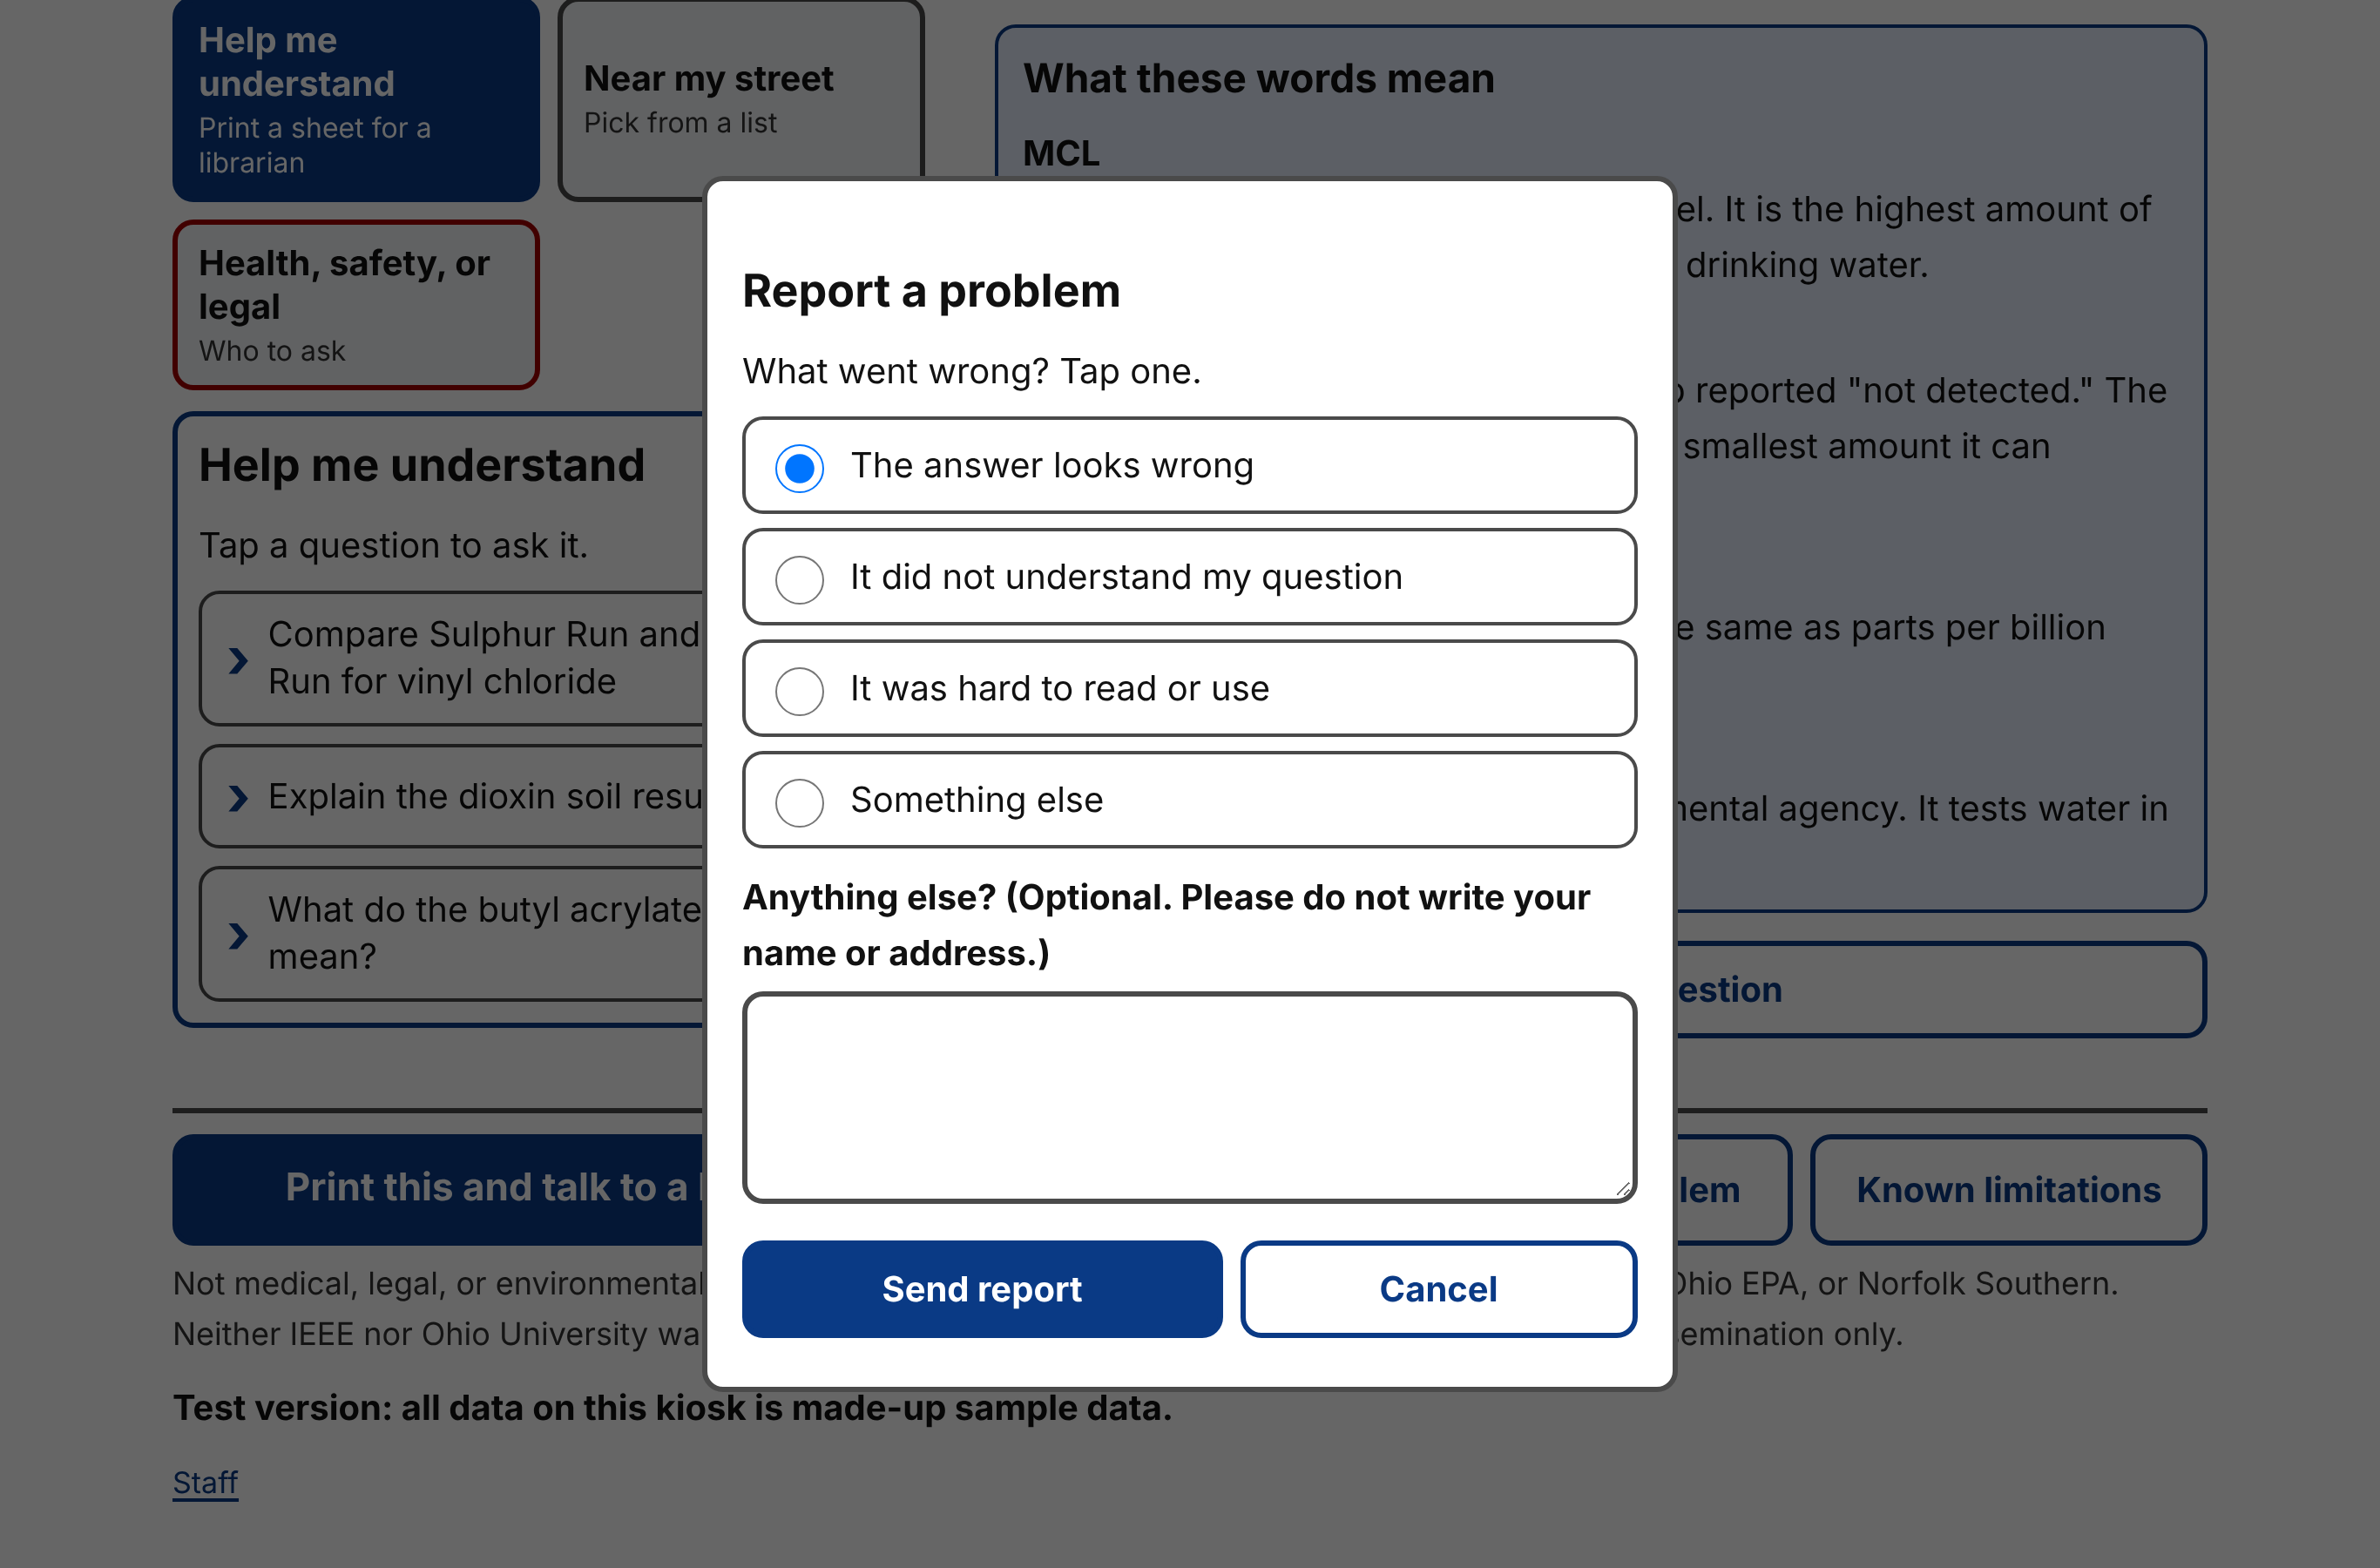 Help me
understand
Print a sheet for a
librarian
Near my street
Pick from a list
Health, safety, or
legal
Who to ask
Help me understand
Tap a question to ask it.
Compare Sulphur Run and
Run for vinyl chloride
Explain the dioxin soil resu
What do the butyl acrylate
mean?
What these words mean
MCL
el. It is the highest amount of
drinking water.
reported "not detected." The
smallest amount it can
e same as parts per billion
ental agency. It tests water in
estion
Report a problem
What went wrong? Tap one.
The answer looks wrong
It did not understand my question
It was hard to read or use
Something else
Anything else? (Optional. Please do not write your
name or address.)
Send report
Cancel
Print this and talk to a
lem
Known limitations
Not medical, legal, or environmental
Ohio EPA, or Norfolk Southern.
Neither IEEE nor Ohio University wa
emination only.
Test version: all data on this kiosk is made-up sample data.
Staff